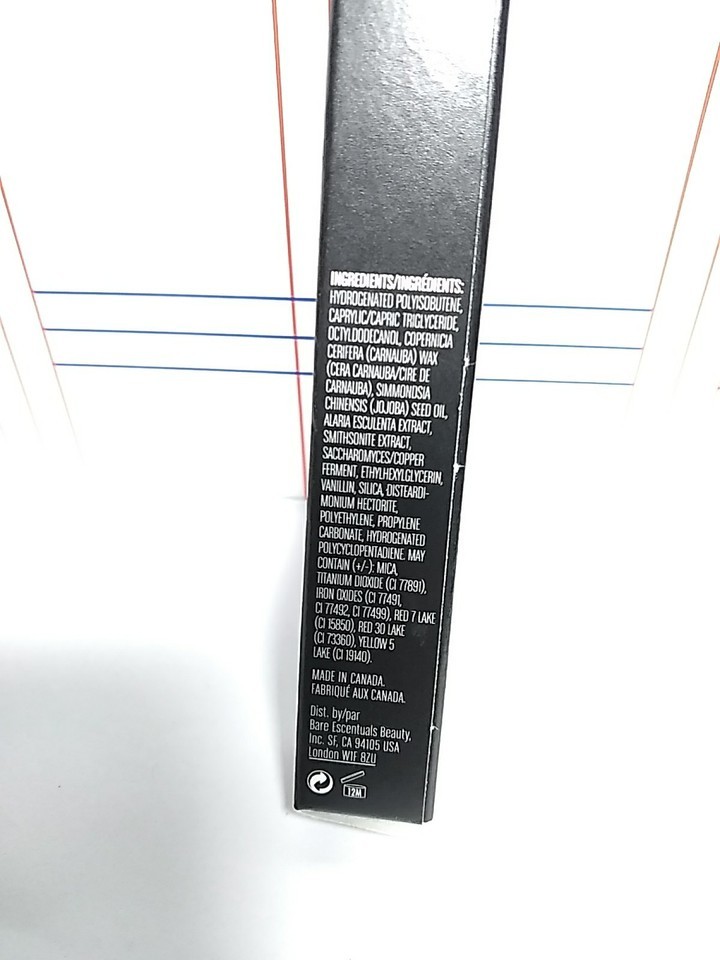 INGREDIENTS/INGRÉDIENTS:
HYDROGENATED POLYISOBUTENE,
CAPRYLIC/CAPRIC TRIGLYCERIDE,
OCTYLDODECANOL, COPERNICIA
CERIFERA (CARNAUBA) WAX
(CERA CARNAUBA/CIRE DE
CARNAUBA), SIMMONDSIA
CHINENSIS (JOJOBA) SEED OIL,
ALARIA ESCULENTA EXTRACT,
SMITHSONITE EXTRACT,
SACCHAROMYCES/COPPER
FERMENT, ETHYLHEXYLGLYCERIN,
VANILLIN, SILICA, DISTEARDI-
MONIUM HECTORITE,
POLYETHYLENE, PROPYLENE
CARBONATE, HYDROGENATED
POLYCYCLOPENTADIENE. MAY
CONTAIN (+/-): MICA,
TITANIUM DIOXIDE (CI 77891),
IRON OXIDES (CI 77491,
CI 77492, CI 77499), RED 7 LAKE
(CI 15850), RED 30 LAKE
(CI 73360), YELLOW 5
LAKE (CI 19140).
MADE IN CANADA.
FABRIQUÉ AUX CANADA.
Dist. by/par
Bare Escentuals Beauty,
Inc. SF, CA 94105 USA
London W1F 8ZU
12M